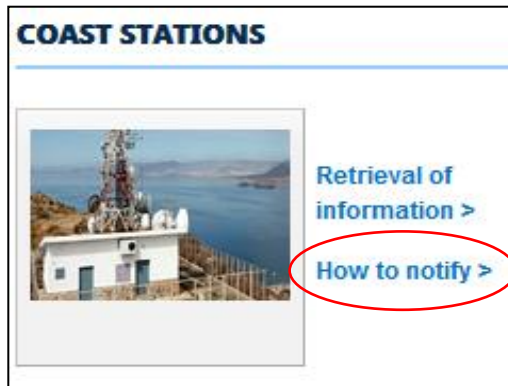 COAST STATIONS
Retrieval of
information >
How to notify >